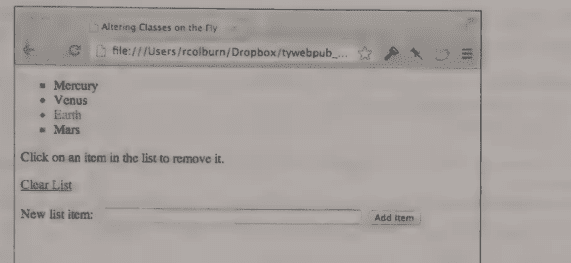 Altering Classes on the Fly
file:///Users/rcolburn/Dropbox/tywebpub_...
Mercury
Venus
Earth
Mars
Click on an item in the list to remove it.
Clear List
New list item: Add Item